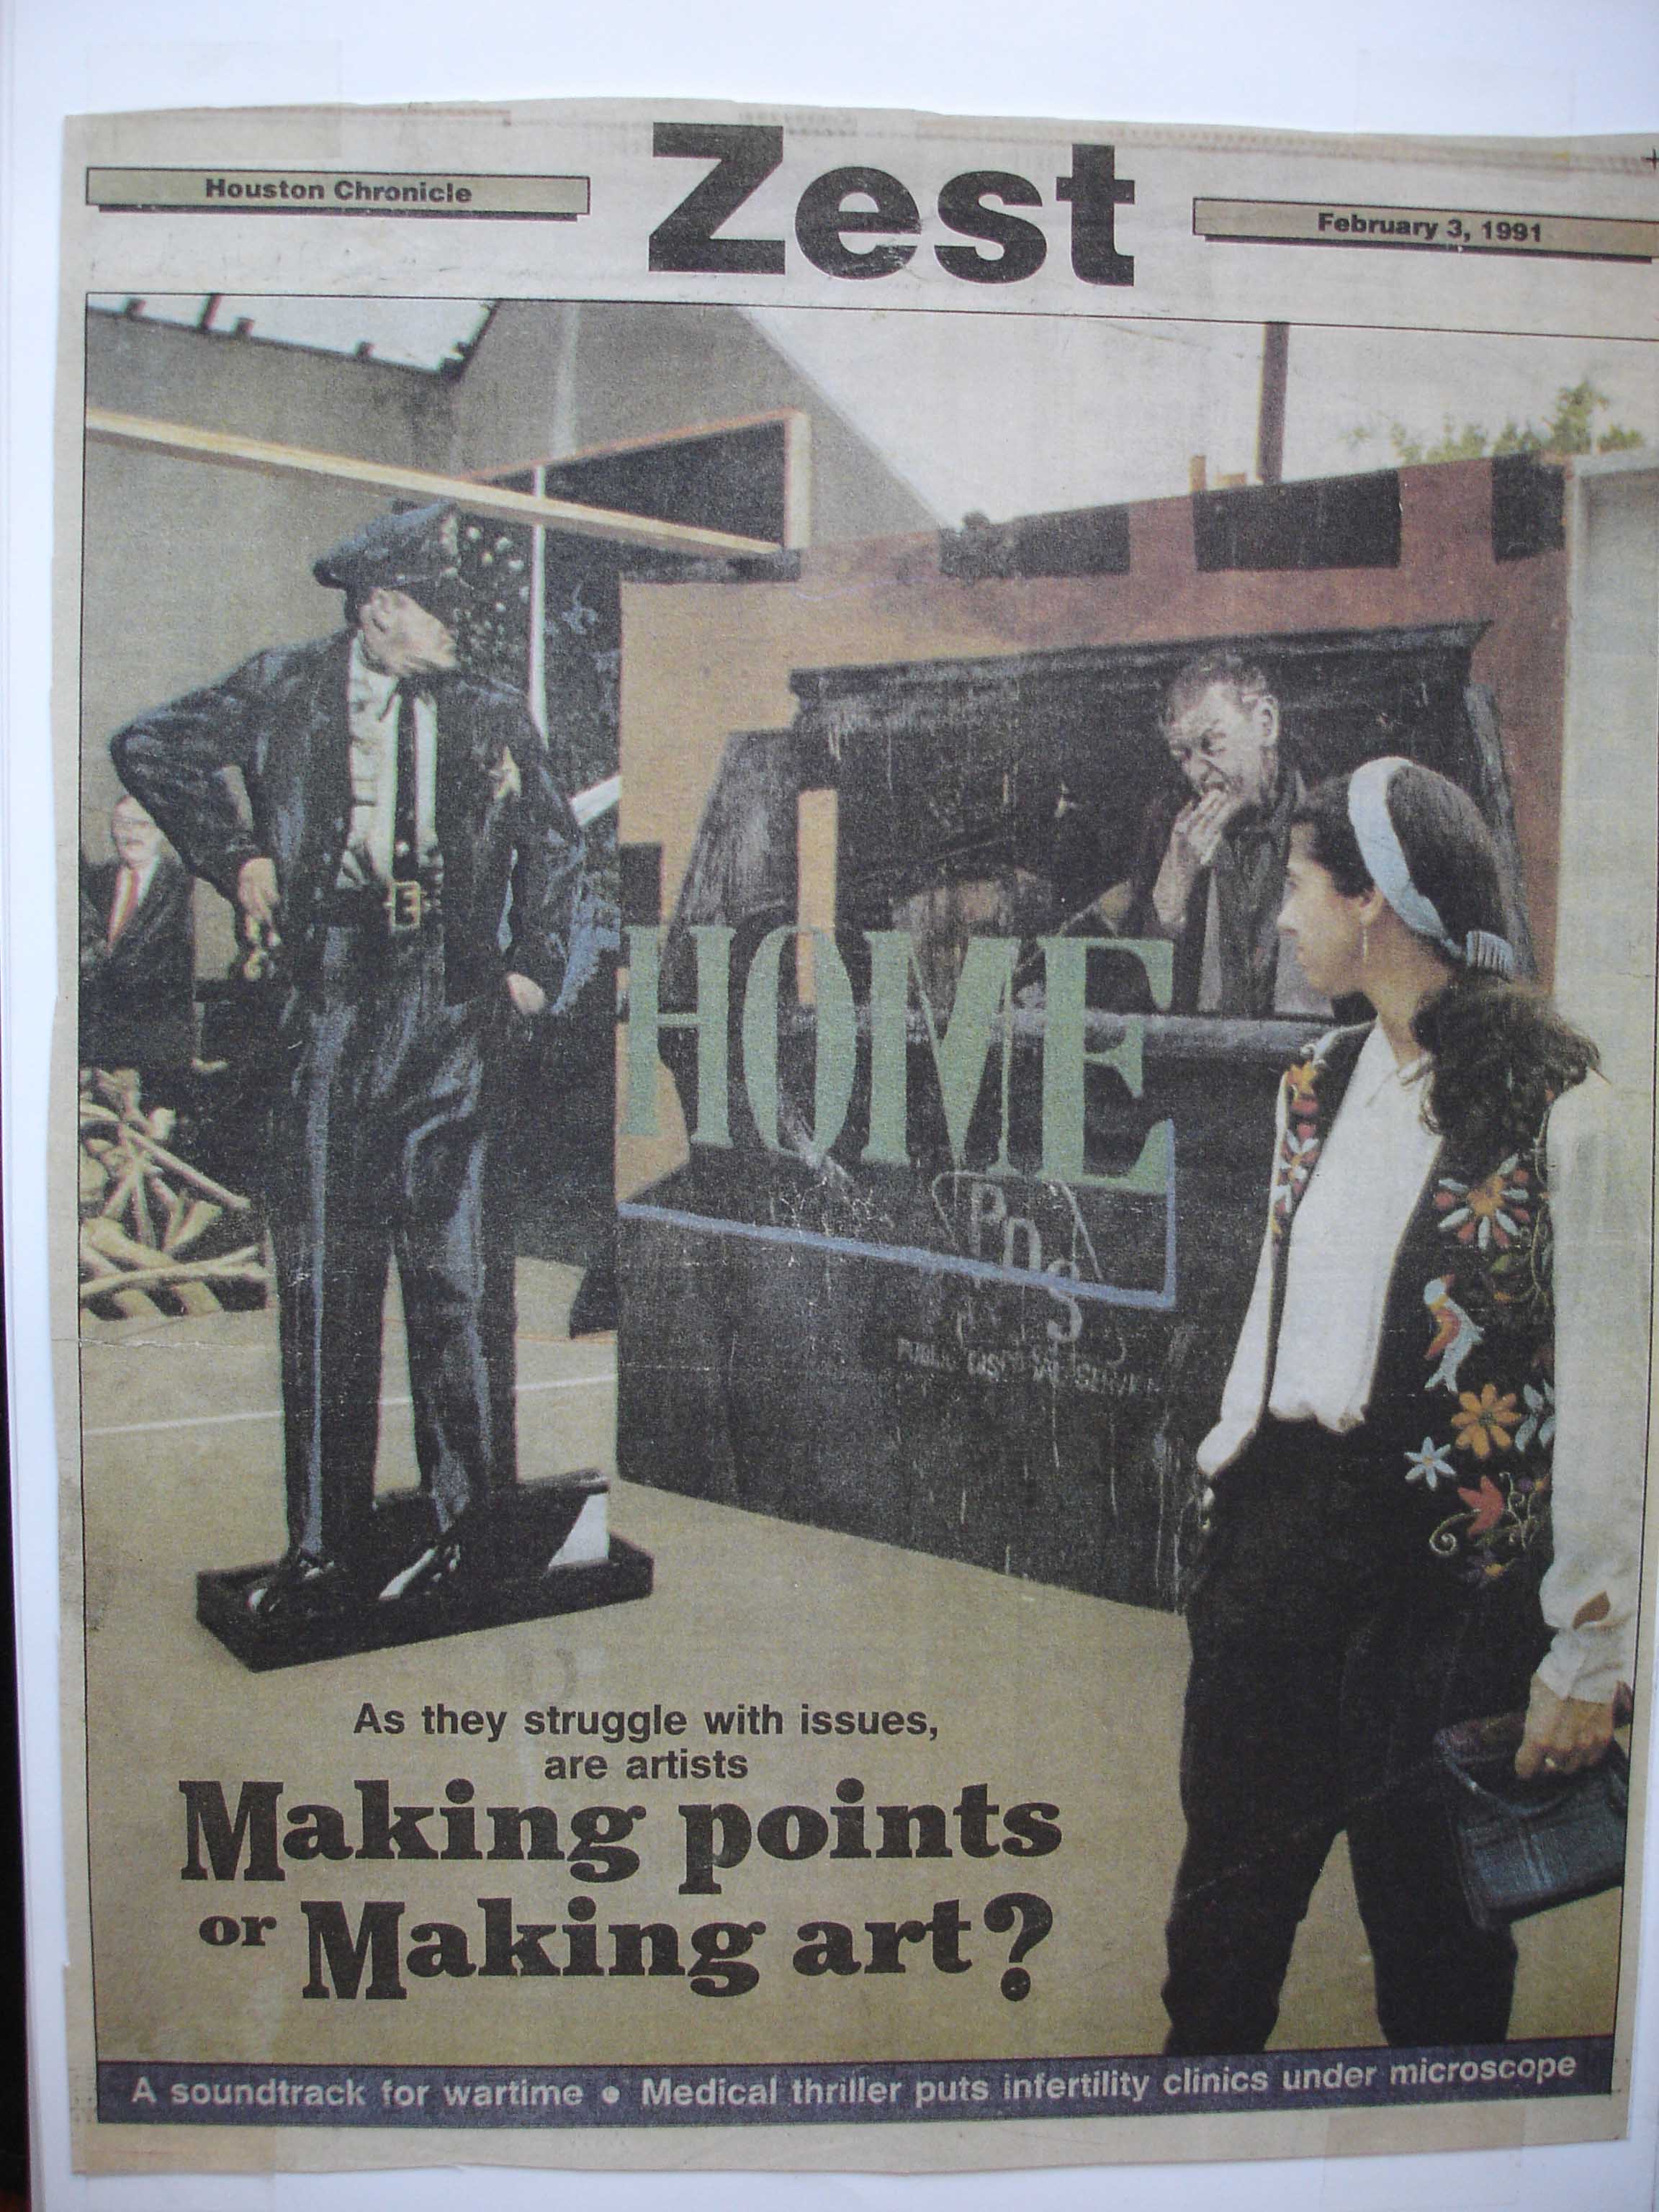 Houston Chronicle
Zest
February 3, 1991
HOME
PDS
PUBLIC DISPOSAL
As they struggle with issues,
are artists
Making points
or Making art?
A soundtrack for wartime • Medical thriller puts infertility clinics under microscope